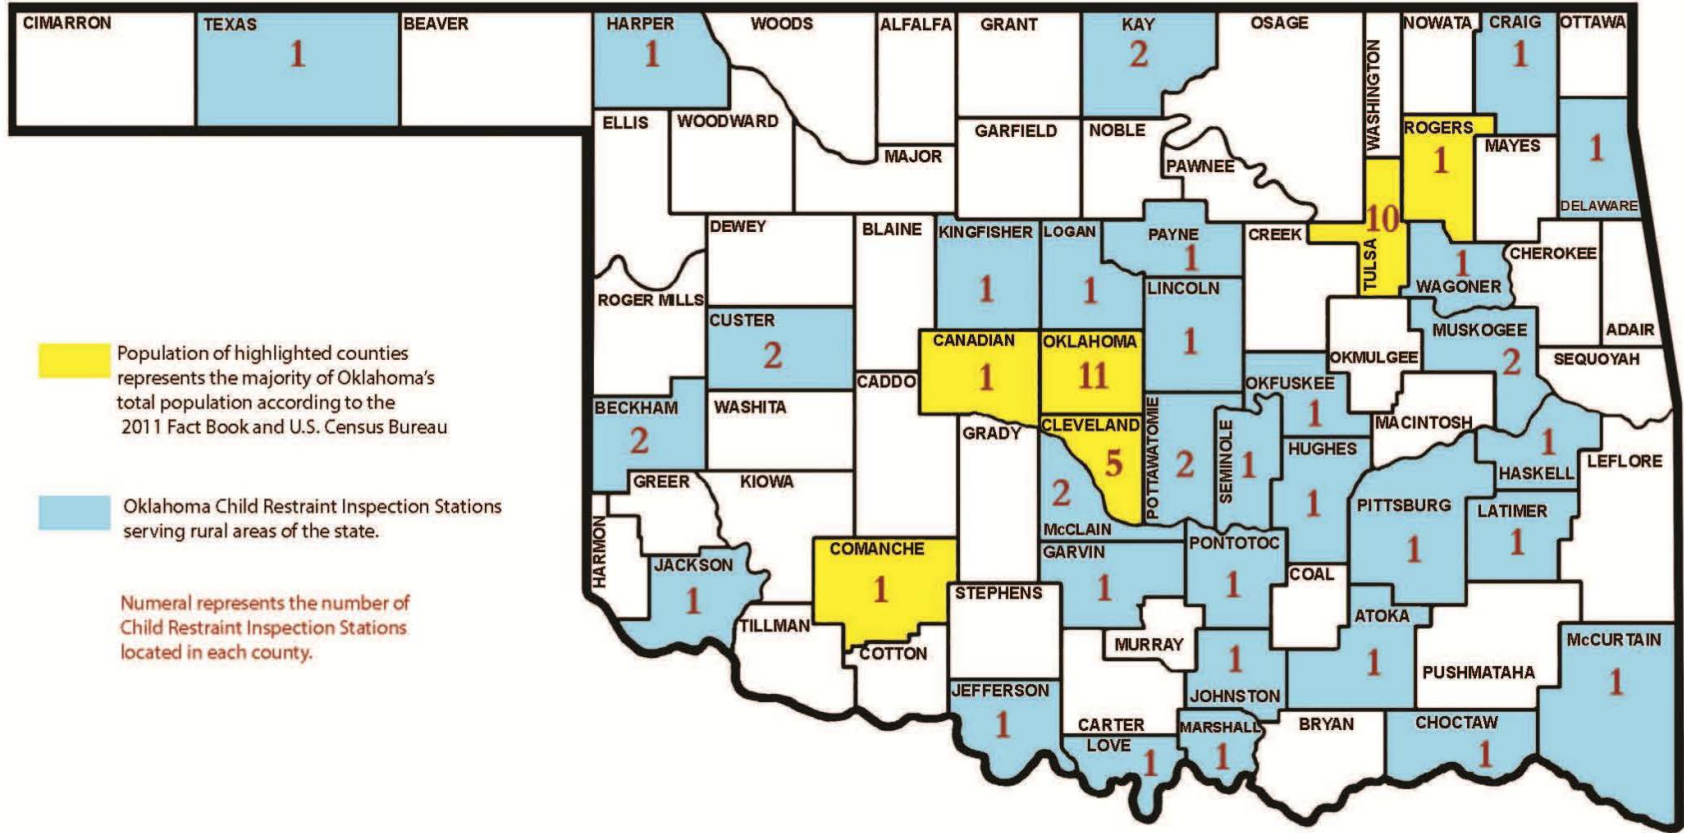 CIMARRON
TEXAS
1
BEAVER
HARPER
1
WOODS
ALFALFA
GRANT
KAY
2
OSAGE
WASHINGTON
NOWATA
CRAIG
1
OTTAWA
ELLIS
WOODWARD
MAJOR
GARFIELD
NOBLE
PAWNEE
ROGERS
1
MAYES
1
DELAWARE
DEWEY
BLAINE
KINGFISHER
1
LOGAN
1
PAYNE
1
CREEK
10
TULSA
1
WAGONER
CHEROKEE
ADAIR
ROGER MILLS
CUSTER
2
LINCOLN
1
MUSKOGEE
2
SEQUOYAH
CANADIAN
1
OKLAHOMA
11
OKMULGEE
CADDO
OKFUSKEE
1
BECKHAM
2
WASHITA
GRADY
CLEVELAND
5
POTTAWATOMIE
2
SEMINOLE
1
HUGHES
1
MACINTOSH
1
HASKELL
LEFLORE
GREER
KIOWA
2
McCLAIN
PITTSBURG
1
LATIMER
1
HARMON
JACKSON
1
COMANCHE
1
GARVIN
1
PONTOTOC
1
COAL
STEPHENS
ATOKA
1
TILLMAN
COTTON
MURRAY
1
JOHNSTON
PUSHMATAHA
McCURTAIN
1
JEFFERSON
1
CARTER
LOVE
1
MARSHALL
1
BRYAN
CHOCTAW
1
Population of highlighted counties
represents the majority of Oklahoma's
total population according to the
2011 Fact Book and U.S. Census Bureau
Oklahoma Child Restraint Inspection Stations
serving rural areas of the state.
Numeral represents the number of
Child Restraint Inspection Stations
located in each county.